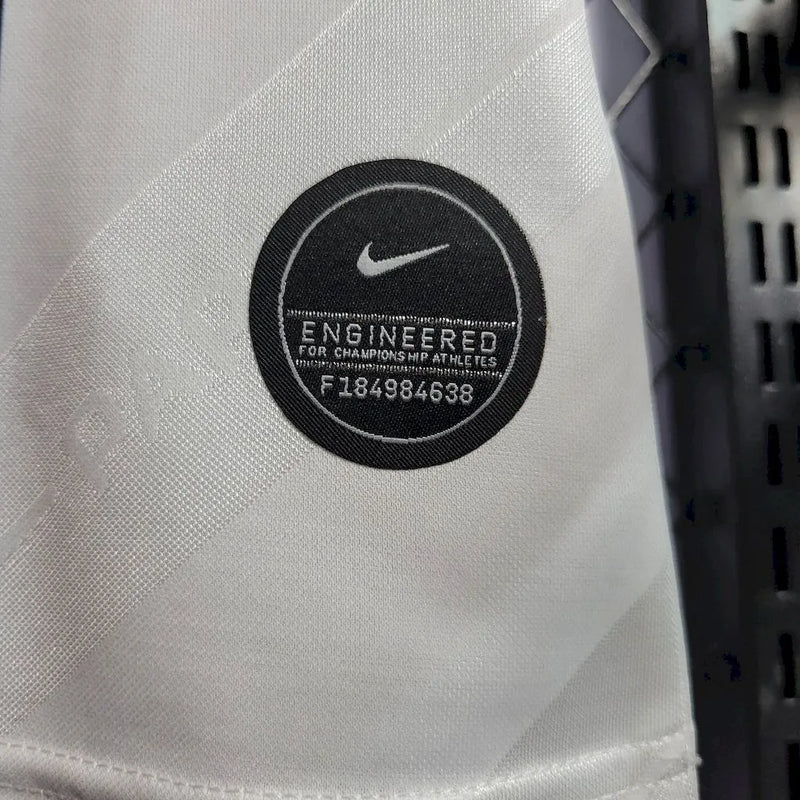 ENGINEERED
FOR CHAMPIONSHIP ATHLETES
F184984638